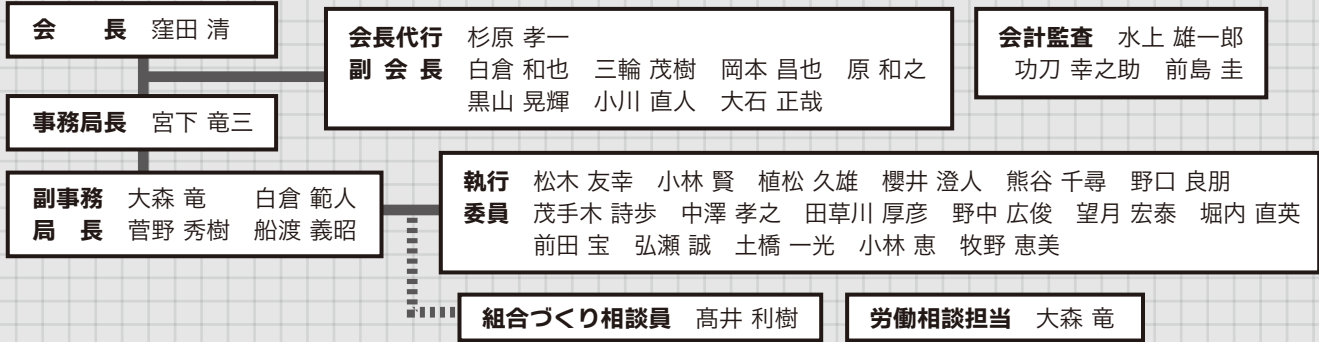 会　長　窪田 清
会長代行　杉原 孝一
副 会 長　白倉 和也　三輪 茂樹　岡本 昌也　原 和之
黒山 晃輝　小川 直人　大石 正哉
会計監査　水上 雄一郎
功刀 幸之助　前島 圭
事務局長　宮下 竜三
副事務　大森 竜　白倉 範人
局　長　菅野 秀樹　船渡 義昭
執行　松木 友幸　小林 賢　植松 久雄　櫻井 澄人　熊谷 千尋　野口 良朋
委員　茂手木 詩歩　中澤 孝之　田草川 厚彦　野中 広俊　望月 宏泰　堀内 直英
前田 宝　弘瀬 誠　土橋 一光　小林 恵　牧野 恵美
組合づくり相談員　髙井 利樹
労働相談担当　大森 竜